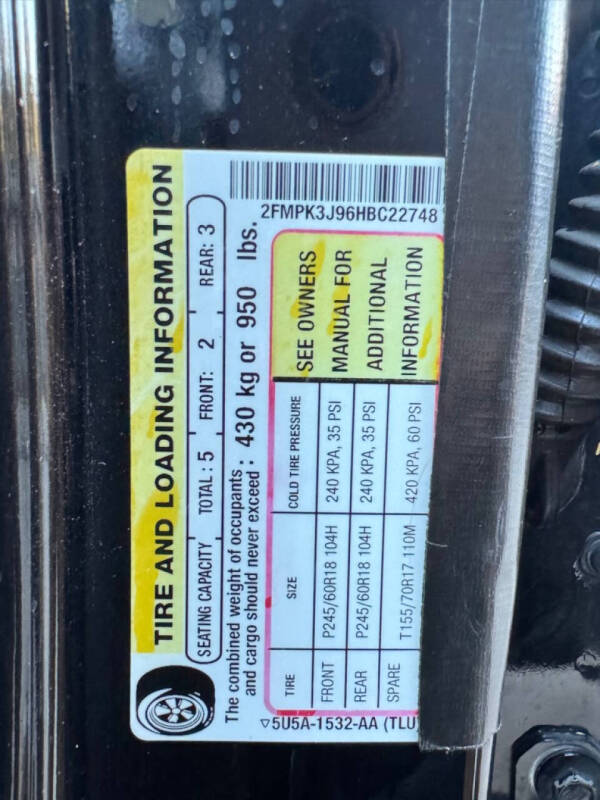 TIRE AND LOADING INFORMATION
SEATING CAPACITY TOTAL : 5 FRONT: 2 REAR: 3
The combined weight of occupants
and cargo should never exceed : 430 kg or 950 lbs.
2FMPK3J96HBC22748
TIRE SIZE COLD TIRE PRESSURE SEE OWNERS
FRONT P245/60R18 104H 240 KPA, 35 PSI MANUAL FOR
REAR P245/60R18 104H 240 KPA, 35 PSI ADDITIONAL
SPARE T155/70R17 110M 420 KPA, 60 PSI INFORMATION
5U5A-1532-AA (TLU